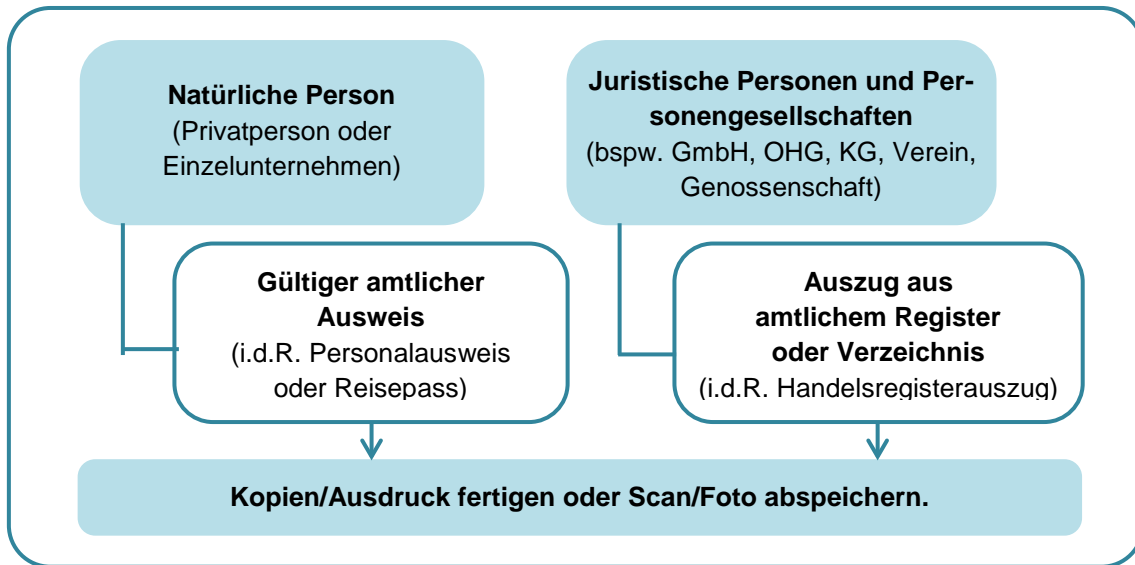 Natürliche Person
(Privatperson oder
Einzelunternehmen)
Juristische Personen und Per-
sonengesellschaften
(bspw. GmbH, OHG, KG, Verein,
Genossenschaft)
Gültiger amtlicher
Ausweis
(i.d.R. Personalausweis
oder Reisepass)
Auszug aus
amtlichem Register
oder Verzeichnis
(i.d.R. Handelsregisterauszug)
Kopien/Ausdruck fertigen oder Scan/Foto abspeichern.